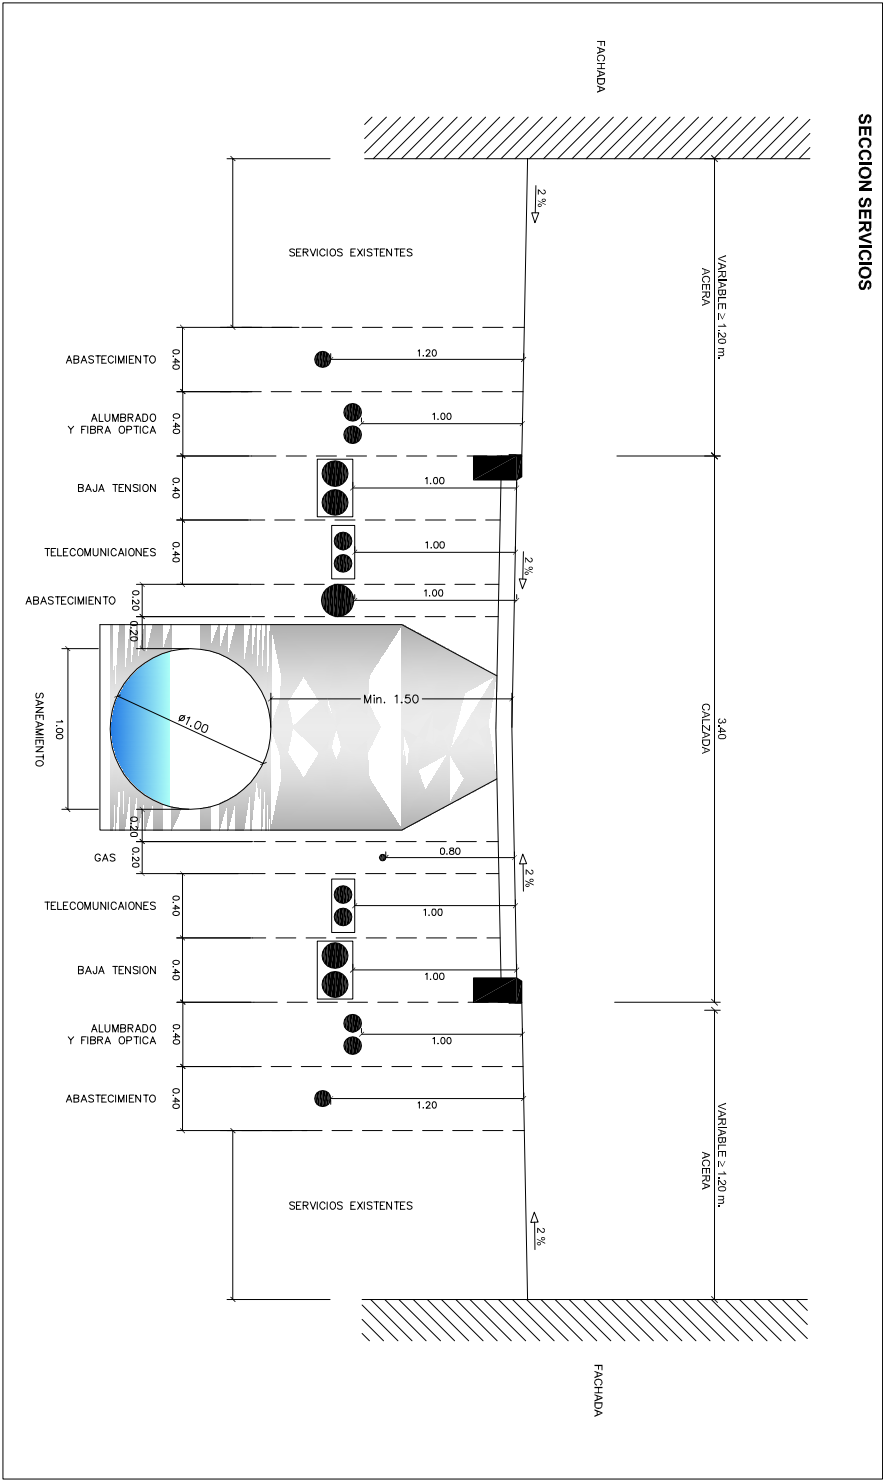 SECCION SERVICIOS
FACHADA
VARIABLE ≥ 1.20 m.
ACERA
2 %
SERVICIOS EXISTENTES
1.20
0.40
ABASTECIMIENTO
1.00
0.40
ALUMBRADO
Y FIBRA OPTICA
1.00
0.40
BAJA TENSION
1.00
0.40
TELECOMUNICAIONES
2 %
1.00
0.20
ABASTECIMIENTO
0.20
3.40
CALZADA
Min. 1.50
ø1.00
1.00
SANEAMIENTO
0.20
0.80
0.20
GAS
2 %
1.00
0.40
TELECOMUNICAIONES
1.00
0.40
BAJA TENSION
1.00
0.40
ALUMBRADO
Y FIBRA OPTICA
1.20
0.40
ABASTECIMIENTO
VARIABLE ≥ 1.20 m.
ACERA
SERVICIOS EXISTENTES
2 %
FACHADA